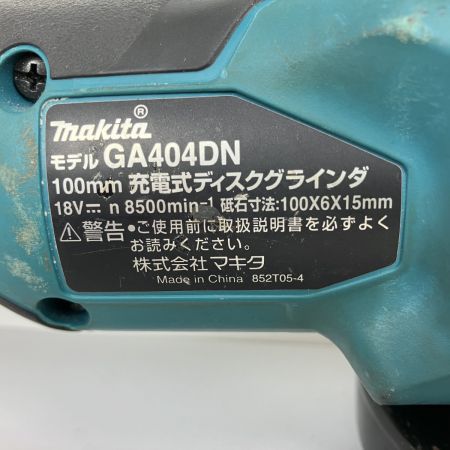 makita®
モデル GA404DN
100mm 充電式ディスクグラインダ
18V⎓ n 8500min⁻¹ 砥石寸法:100X6X15mm
⚠警告•ご使用前に取扱説明書を必ずよく
お読みください。
株式会社マキタ
Made in China 852T05-4